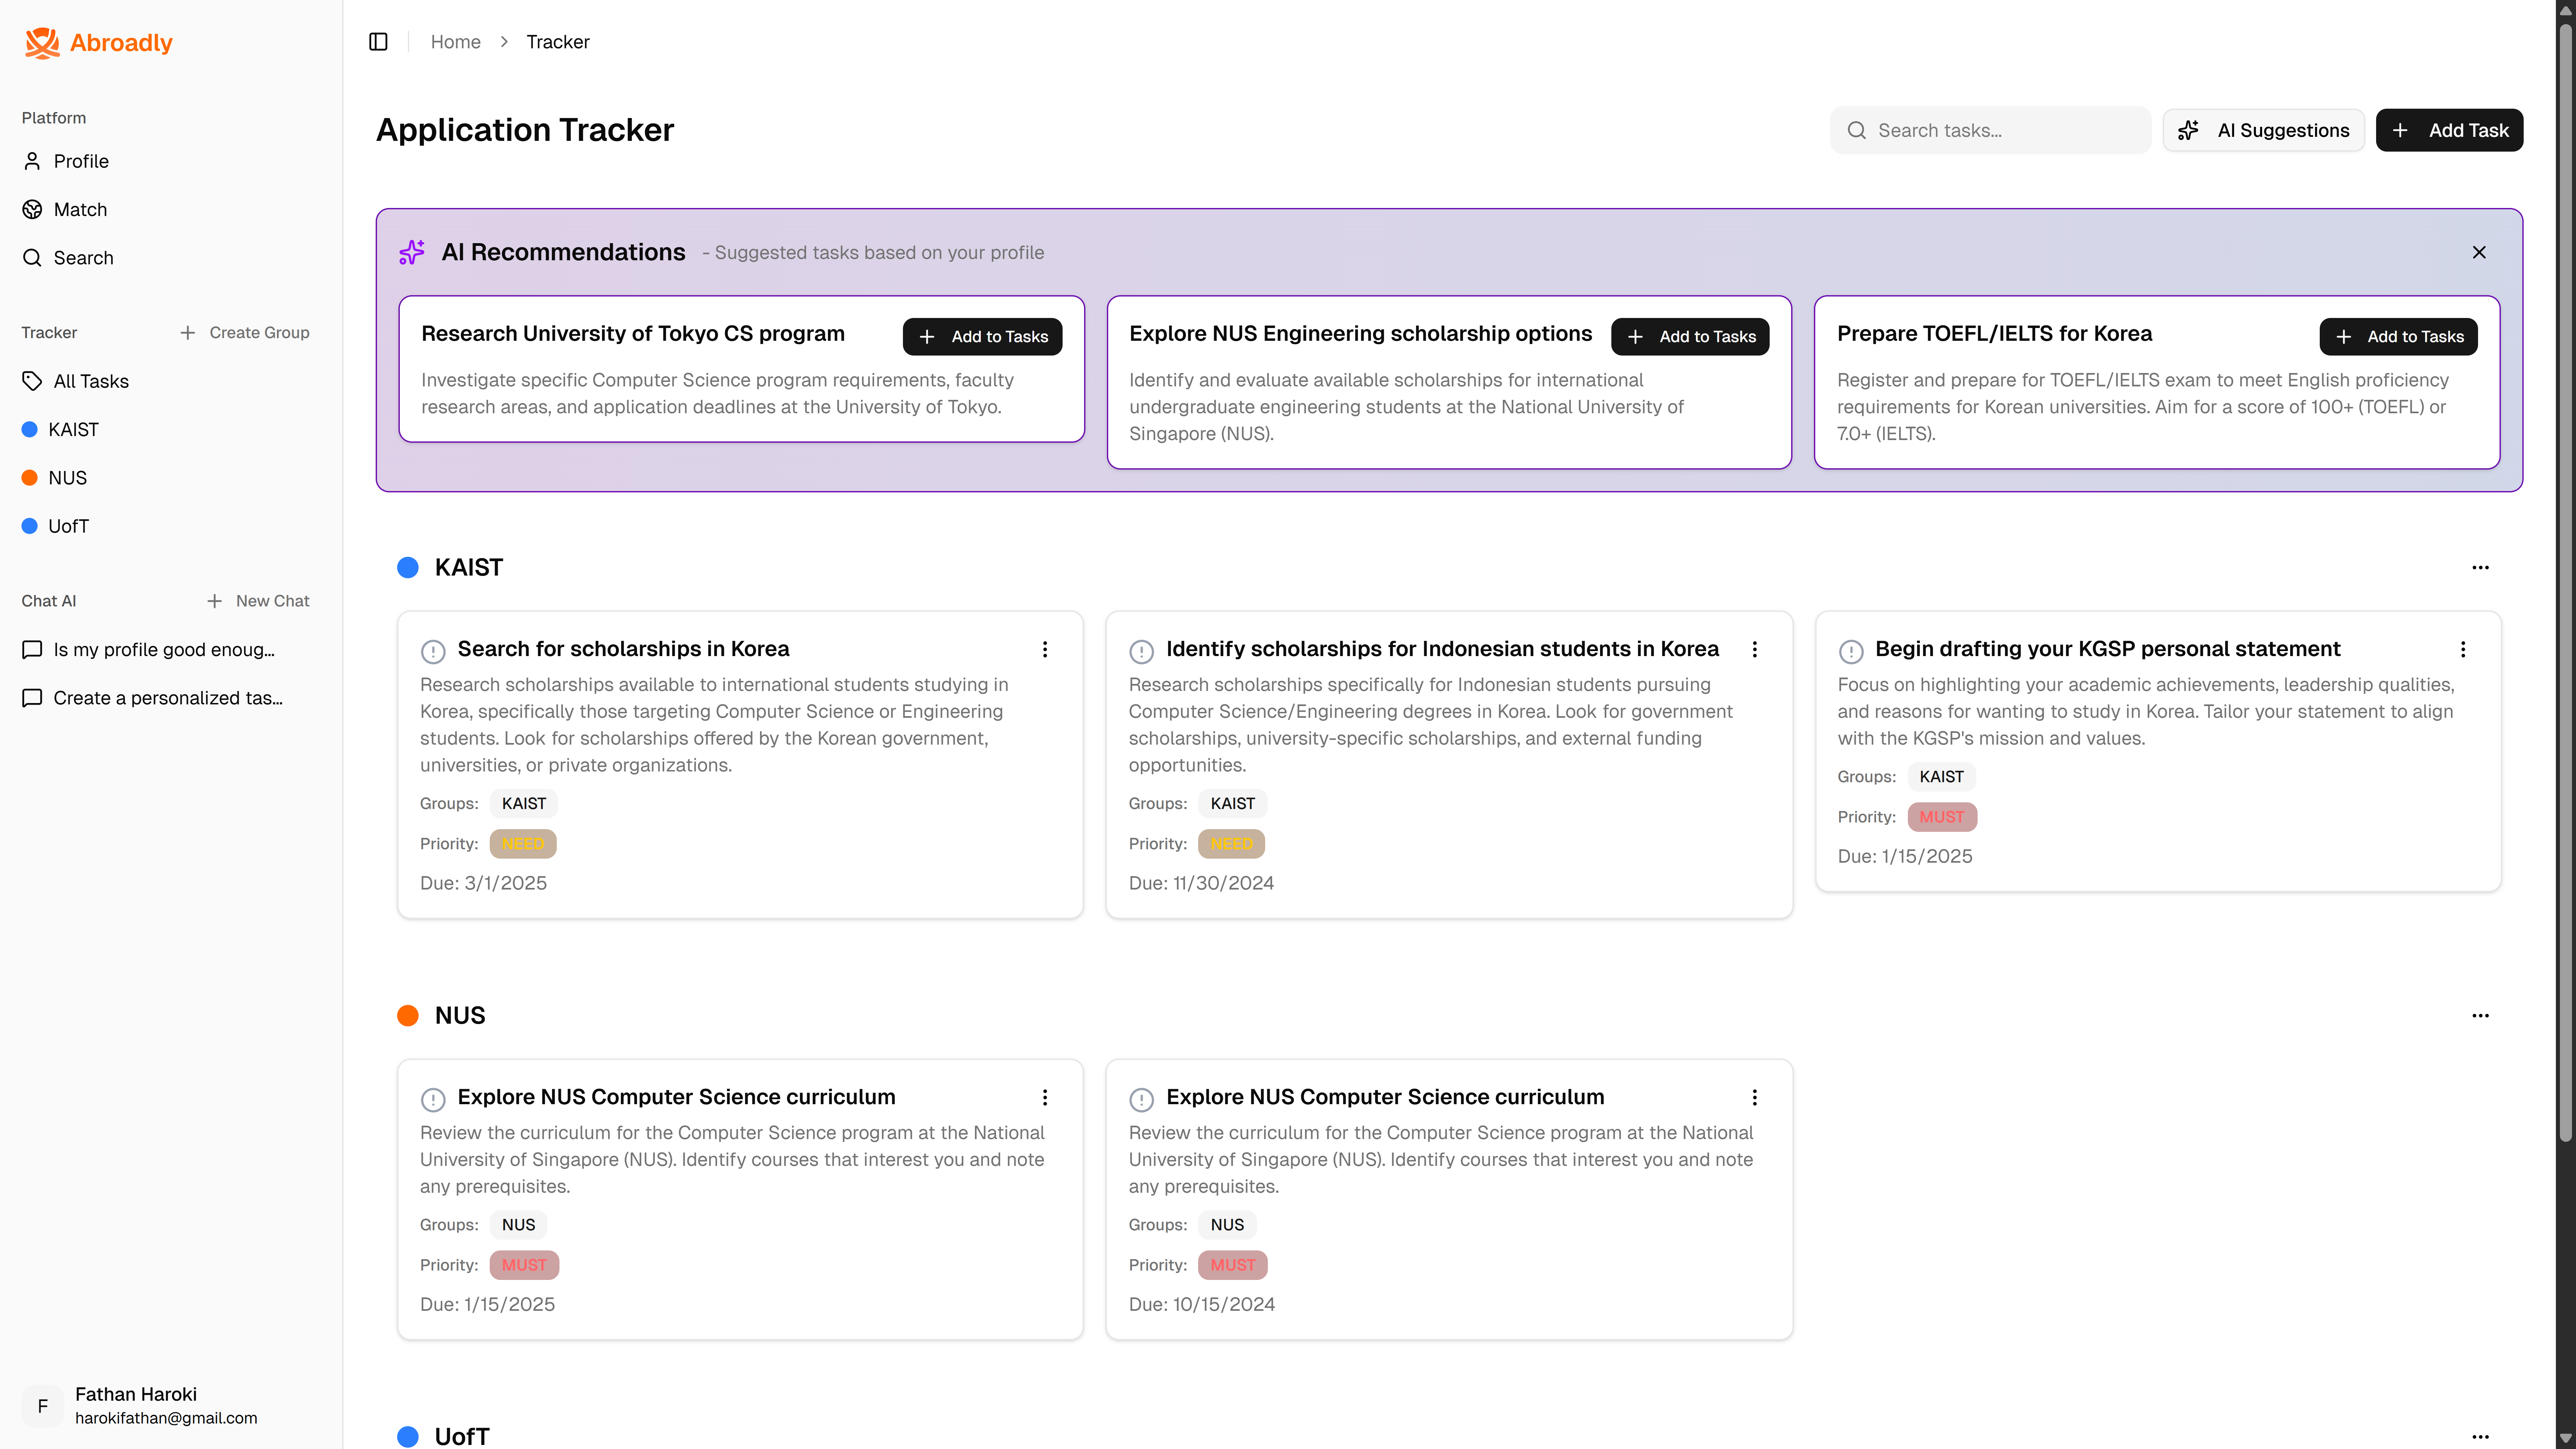 Abroadly
Platform
Profile
Match
Search
Tracker
Create Group
All Tasks
KAIST
NUS
UofT
Chat AI
New Chat
Is my profile good enoug...
Create a personalized tas...
F
Fathan Haroki
harokifathan@gmail.com
Home
Tracker
Application Tracker
Search tasks...
AI Suggestions
Add Task
AI Recommendations - Suggested tasks based on your profile
Research University of Tokyo CS program
Add to Tasks
Investigate specific Computer Science program requirements, faculty
research areas, and application deadlines at the University of Tokyo.
Explore NUS Engineering scholarship options
Add to Tasks
Identify and evaluate available scholarships for international
undergraduate engineering students at the National University of
Singapore (NUS).
Prepare TOEFL/IELTS for Korea
Add to Tasks
Register and prepare for TOEFL/IELTS exam to meet English proficiency
requirements for Korean universities. Aim for a score of 100+ (TOEFL) or
7.0+ (IELTS).
KAIST
Search for scholarships in Korea
Research scholarships available to international students studying in
Korea, specifically those targeting Computer Science or Engineering
students. Look for scholarships offered by the Korean government,
universities, or private organizations.
Groups: KAIST
Priority: NEED
Due: 3/1/2025
Identify scholarships for Indonesian students in Korea
Research scholarships specifically for Indonesian students pursuing
Computer Science/Engineering degrees in Korea. Look for government
scholarships, university-specific scholarships, and external funding
opportunities.
Groups: KAIST
Priority: NEED
Due: 11/30/2024
Begin drafting your KGSP personal statement
Focus on highlighting your academic achievements, leadership qualities,
and reasons for wanting to study in Korea. Tailor your statement to align
with the KGSP's mission and values.
Groups: KAIST
Priority: MUST
Due: 1/15/2025
NUS
Explore NUS Computer Science curriculum
Review the curriculum for the Computer Science program at the National
University of Singapore (NUS). Identify courses that interest you and note
any prerequisites.
Groups: NUS
Priority: MUST
Due: 1/15/2025
Explore NUS Computer Science curriculum
Review the curriculum for the Computer Science program at the National
University of Singapore (NUS). Identify courses that interest you and note
any prerequisites.
Groups: NUS
Priority: MUST
Due: 10/15/2024
UofT